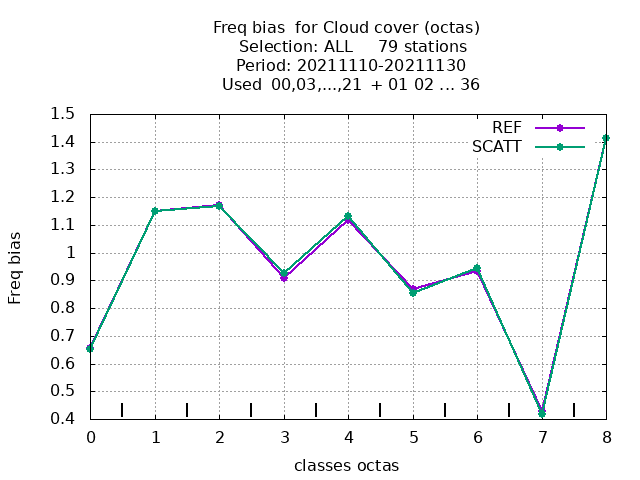 Freq bias  for Cloud cover (octas)
Selection: ALL     79 stations
Period: 20211110-20211130
Used  00,03,...,21  + 01 02 ... 36
REF
SCATT
1.5
1.4
1.3
1.2
1.1
1
0.9
0.8
0.7
0.6
0.5
0.4
Freq bias
0 1 2 3 4 5 6 7 8
classes octas